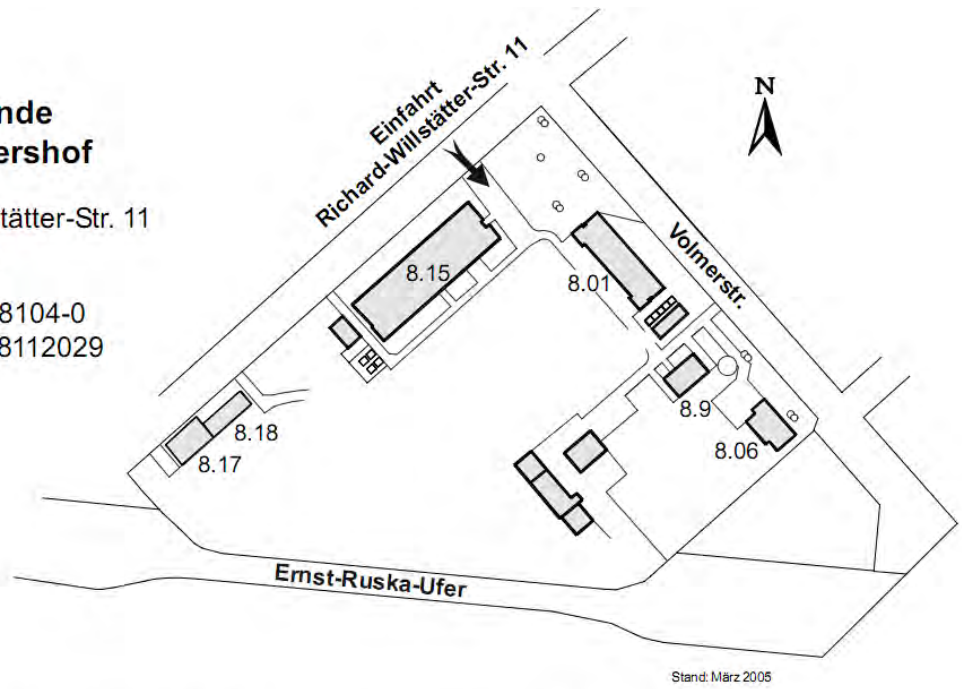 nde
ershof
tätter-Str. 11
8104-0
8112029
Einfahrt
Richard-Willstätter-Str. 11
N
Volmerstr.
8.15
8.01
8.9
8.06
8.18
8.17
Ernst-Ruska-Ufer
Stand: März 2005